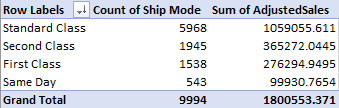 Row Labels Count of Ship Mode Sum of AdjustedSales
Standard Class 5968 1059055.611
Second Class 1945 365272.0445
First Class 1538 276294.9495
Same Day 543 99930.7654
Grand Total 9994 1800553.371